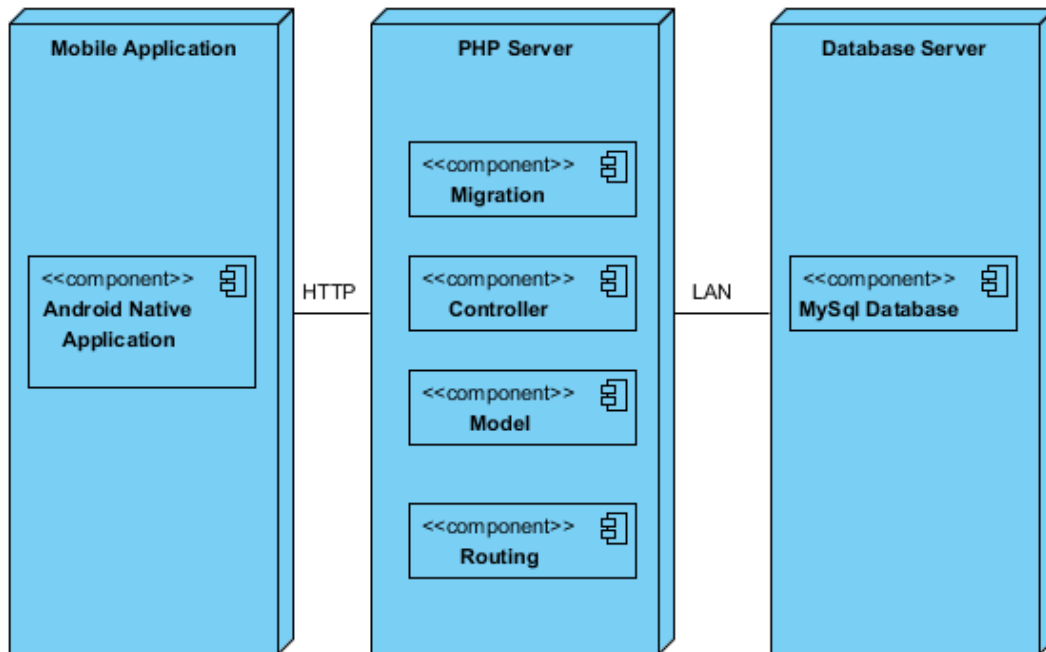 Mobile Application
<<component>>
Android Native
Application
HTTP
PHP Server
<<component>>
Migration
<<component>>
Controller
<<component>>
Model
<<component>>
Routing
LAN
Database Server
<<component>>
MySql Database